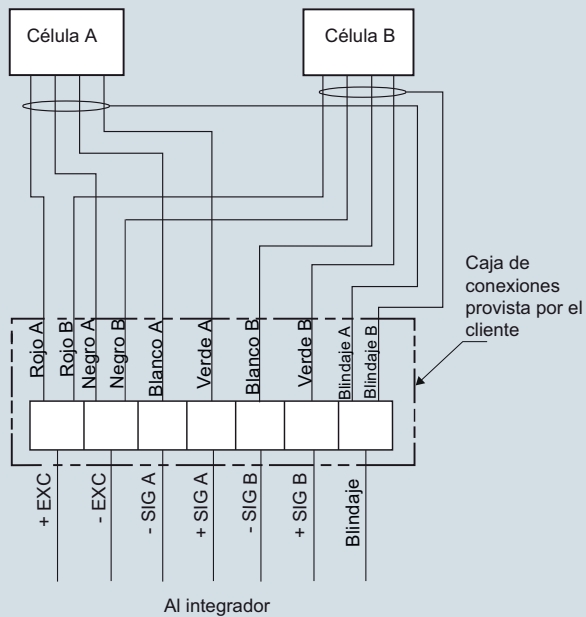 Célula A
Célula B
Caja de
conexiones
provista por el
cliente
Rojo A
Rojo B
Negro A
Negro B
Blanco A
Verde A
Blanco B
Verde B
Blindaje A
Blindaje B
+ EXC
- EXC
- SIG A
+ SIG A
- SIG B
+ SIG B
Blindaje
Al integrador